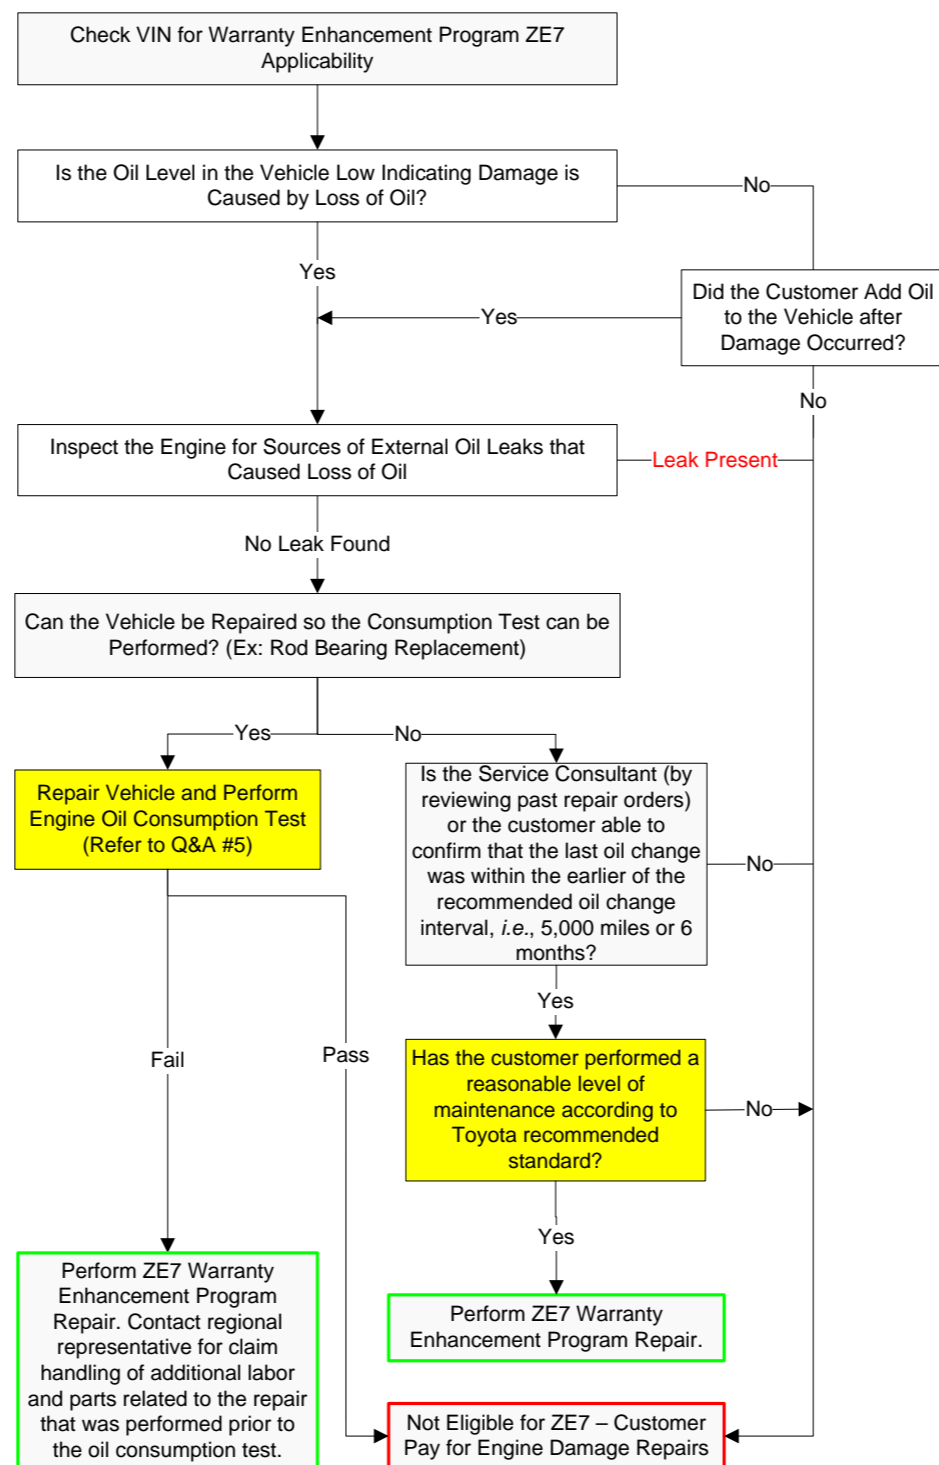 Check VIN for Warranty Enhancement Program ZE7
Applicability
Is the Oil Level in the Vehicle Low Indicating Damage is
Caused by Loss of Oil?
No
Yes
Did the Customer Add Oil
to the Vehicle after
Damage Occurred?
Yes
No
Inspect the Engine for Sources of External Oil Leaks that
Caused Loss of Oil
Leak Present
No Leak Found
Can the Vehicle be Repaired so the Consumption Test can be
Performed? (Ex: Rod Bearing Replacement)
Yes
No
Repair Vehicle and Perform
Engine Oil Consumption Test
(Refer to Q&A #5)
Is the Service Consultant (by
reviewing past repair orders)
or the customer able to
confirm that the last oil change
was within the earlier of the
recommended oil change
interval, i.e., 5,000 miles or 6
months?
No
Yes
Fail
Pass
Has the customer performed a
reasonable level of
maintenance according to
Toyota recommended
standard?
No
Yes
Perform ZE7 Warranty
Enhancement Program
Repair. Contact regional
representative for claim
handling of additional labor
and parts related to the repair
that was performed prior to
the oil consumption test.
Perform ZE7 Warranty
Enhancement Program Repair.
Not Eligible for ZE7 – Customer
Pay for Engine Damage Repairs